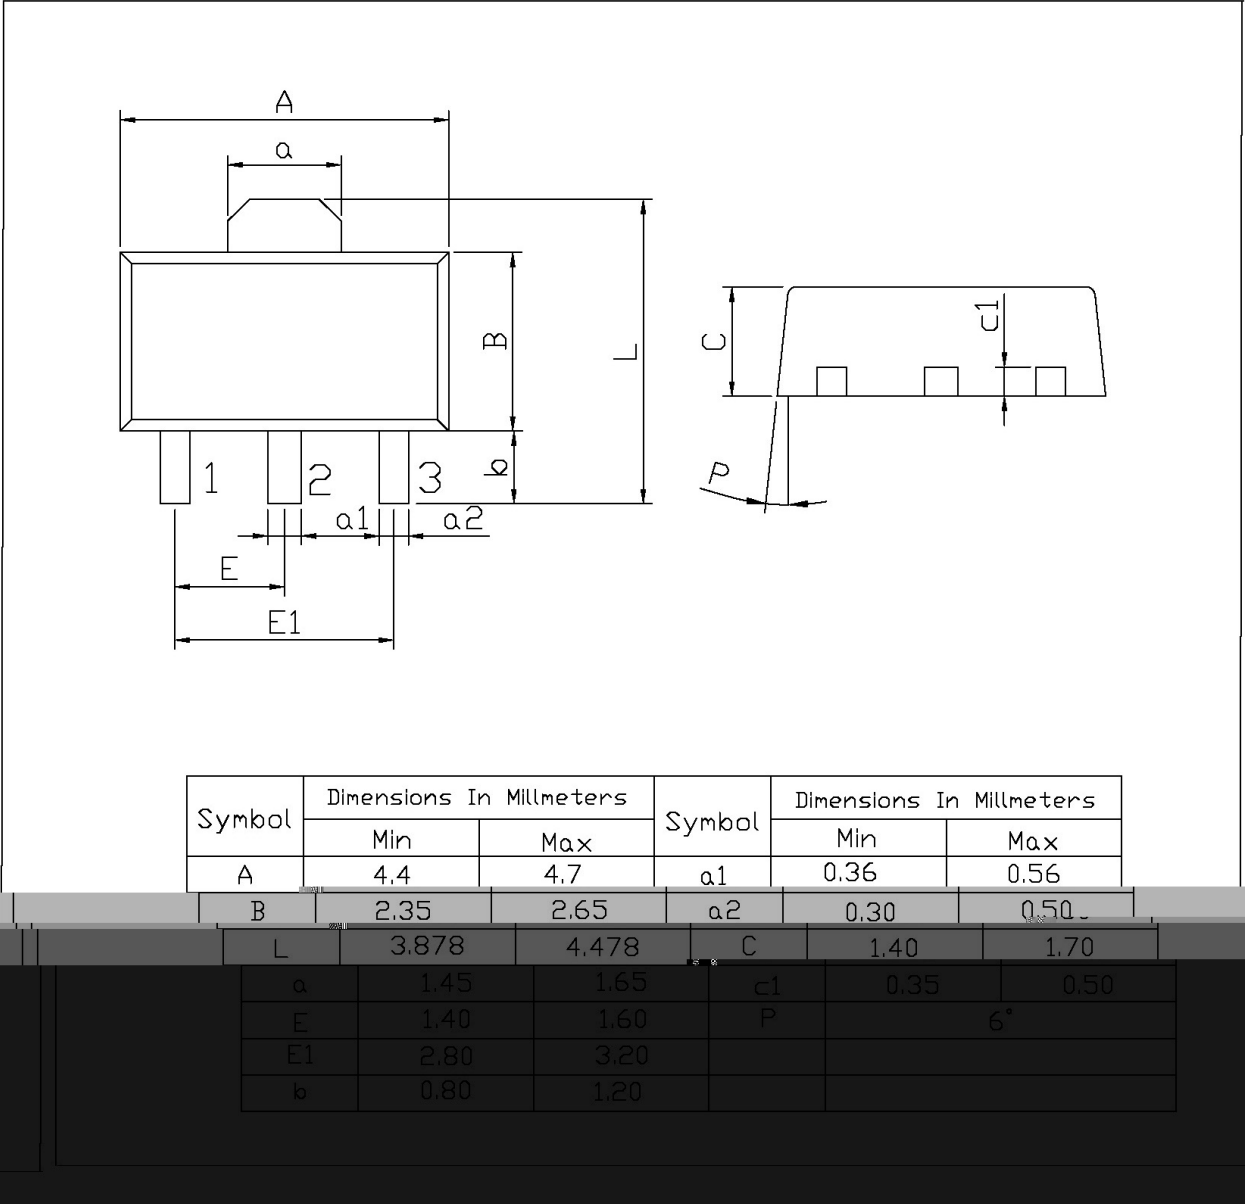 A
a
B
L
b
1 2 3
a1 a2
E
E1
C
c1
P
Symbol Dimensions In Millmeters Symbol Dimensions In Millmeters
Min Max Min Max
A 4.4 4.7 a1 0.36 0.56
B 2.35 2.65 a2 0.30 0.50
L 3.878 4.478 C 1.40 1.70
a 1.45 1.65 c1 0.35 0.50
E 1.40 1.60 P 6°
E1 2.80 3.20
b 0.80 1.20